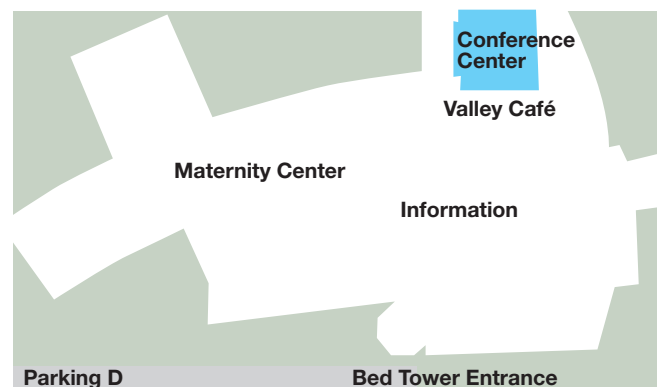 Conference
Center
Valley Café
Maternity Center
Information
Parking D
Bed Tower Entrance